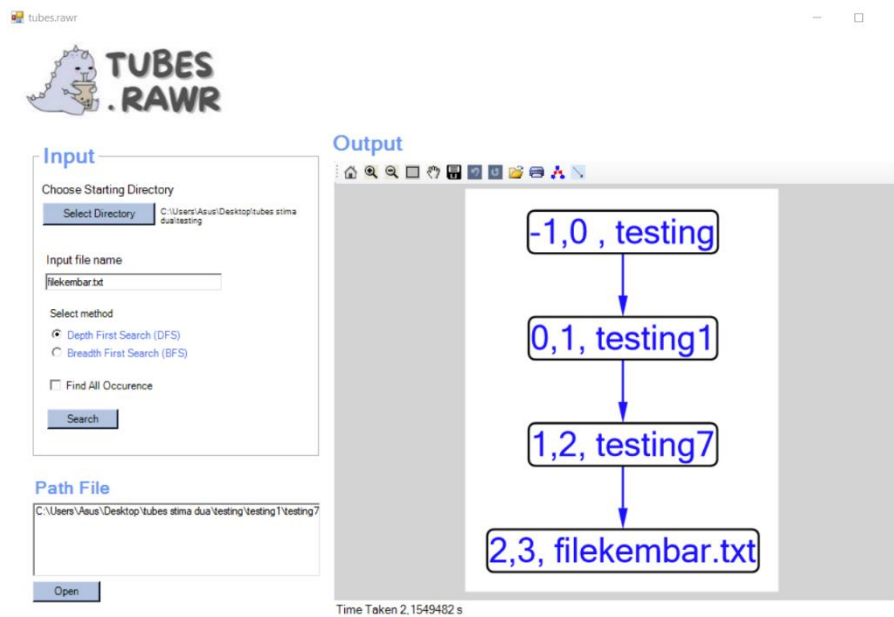 tubes.rawr
TUBES
.RAWR
Input
Choose Starting Directory
Select Directory
C:\Users\Asus\Desktop\tubes stima
dua\testing
Input file name
filekembar.txt
Select method
Depth First Search (DFS)
Breadth First Search (BFS)
Find All Occurence
Search
Path File
C:\Users\Asus\Desktop\tubes stima dua\testing\testing1\testing7
Open
Output
-1,0 , testing
0,1, testing1
1,2, testing7
2,3, filekembar.txt
Time Taken 2,1549482 s